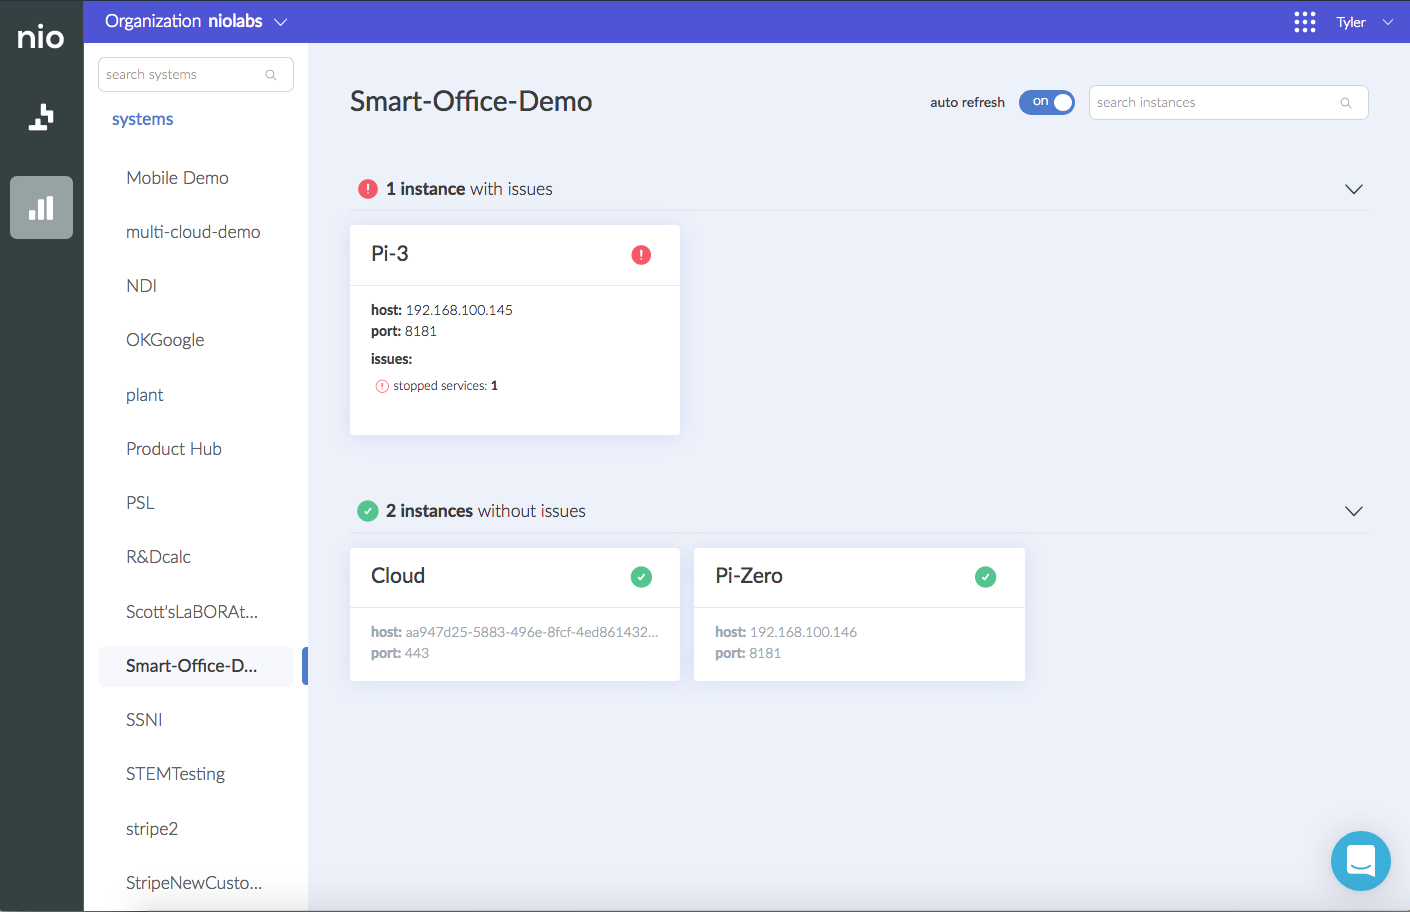 nio
Organization niolabs
Tyler
search systems
systems
Mobile Demo
multi-cloud-demo
NDI
OKGoogle
plant
Product Hub
PSL
R&Dcalc
Scott'sLaBORAt...
Smart-Office-D...
SSNI
STEMTesting
stripe2
StripeNewCusto...
Smart-Office-Demo
auto refresh
on
search instances
1 instance with issues
Pi-3
host: 192.168.100.145
port: 8181
issues:
stopped services: 1
2 instances without issues
Cloud
host: aa947d25-5883-496e-8fcf-4ed861432...
port: 443
Pi-Zero
host: 192.168.100.146
port: 8181